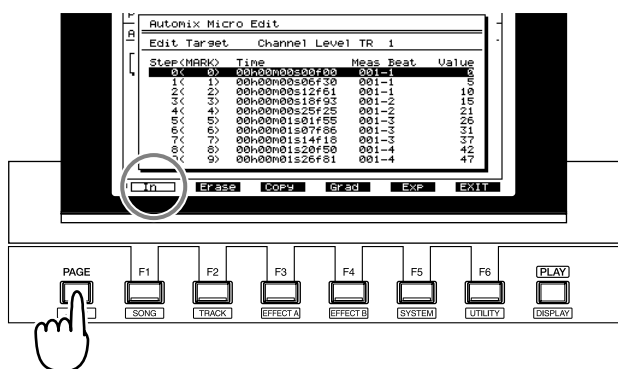 Automix Micro Edit
Edit Target Channel Level TR 1
Step(MARK) Time Meas Beat Value
0( 0) 00h00m00s00f00 001-1 0
1( 1) 00h00m00s06f30 001-1 5
2( 2) 00h00m00s12f61 001-1 10
3( 3) 00h00m00s18f93 001-2 15
4( 4) 00h00m00s25f25 001-2 21
5( 5) 00h00m01s01f55 001-3 26
6( 6) 00h00m01s07f86 001-3 31
7( 7) 00h00m01s14f18 001-3 37
8( 8) 00h00m01s20f50 001-4 42
9( 9) 00h00m01s26f81 001-4 47
In Erase Copy Grad Exp EXIT
PAGE F1 F2 F3 F4 F5 F6 PLAY
SONG TRACK EFFECT A EFFECT B SYSTEM UTILITY DISPLAY